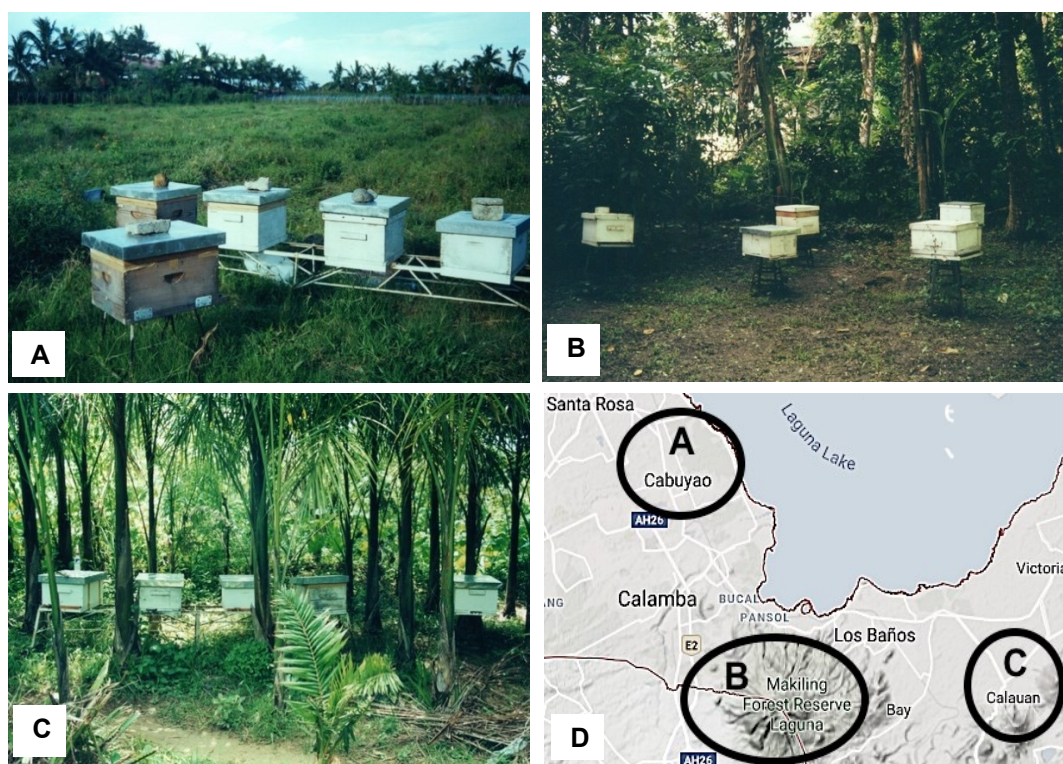 A
B
C
Santa Rosa
A
Cabuyao
AH26
Laguna Lake
Victoria
ANG
Calamba
BUCAL
PANSOL
Los Baños
E2
B
Makiling
Forest Reserve
Laguna
Bay
C
Calauan
AH26
D